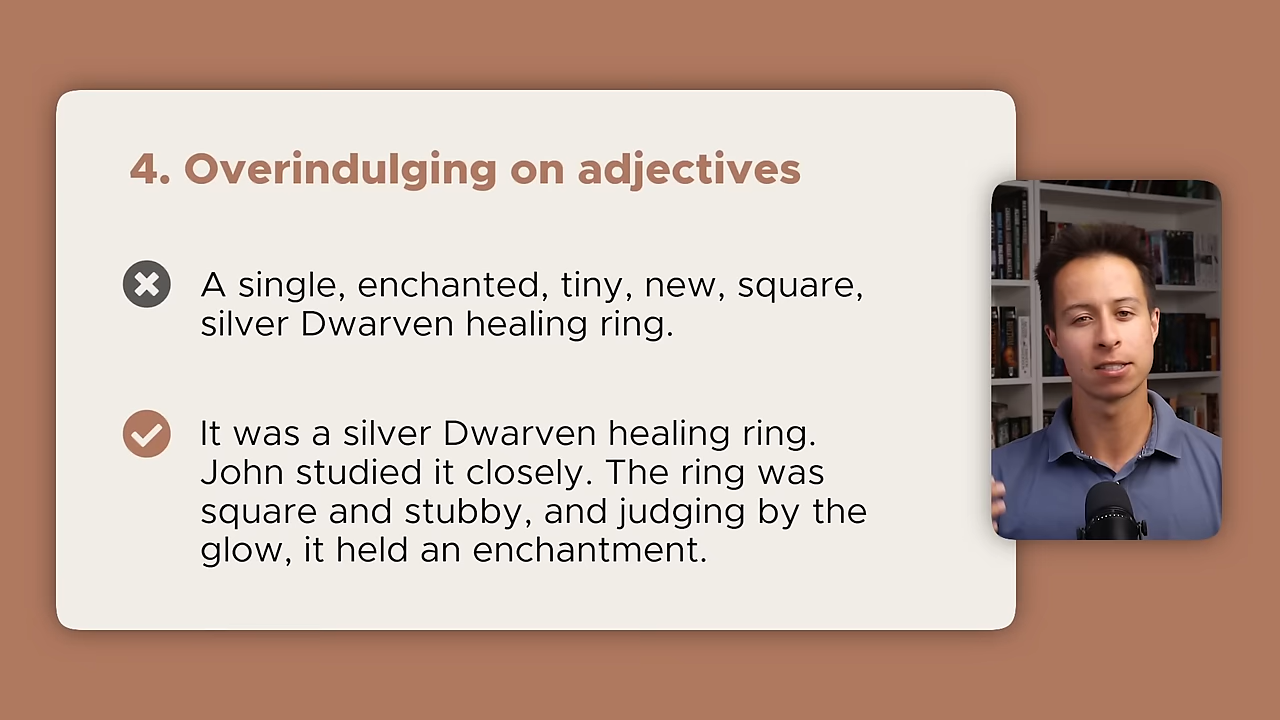 4. Overindulging on adjectives
A single, enchanted, tiny, new, square,
silver Dwarven healing ring.
It was a silver Dwarven healing ring.
John studied it closely. The ring was
square and stubby, and judging by the
glow, it held an enchantment.